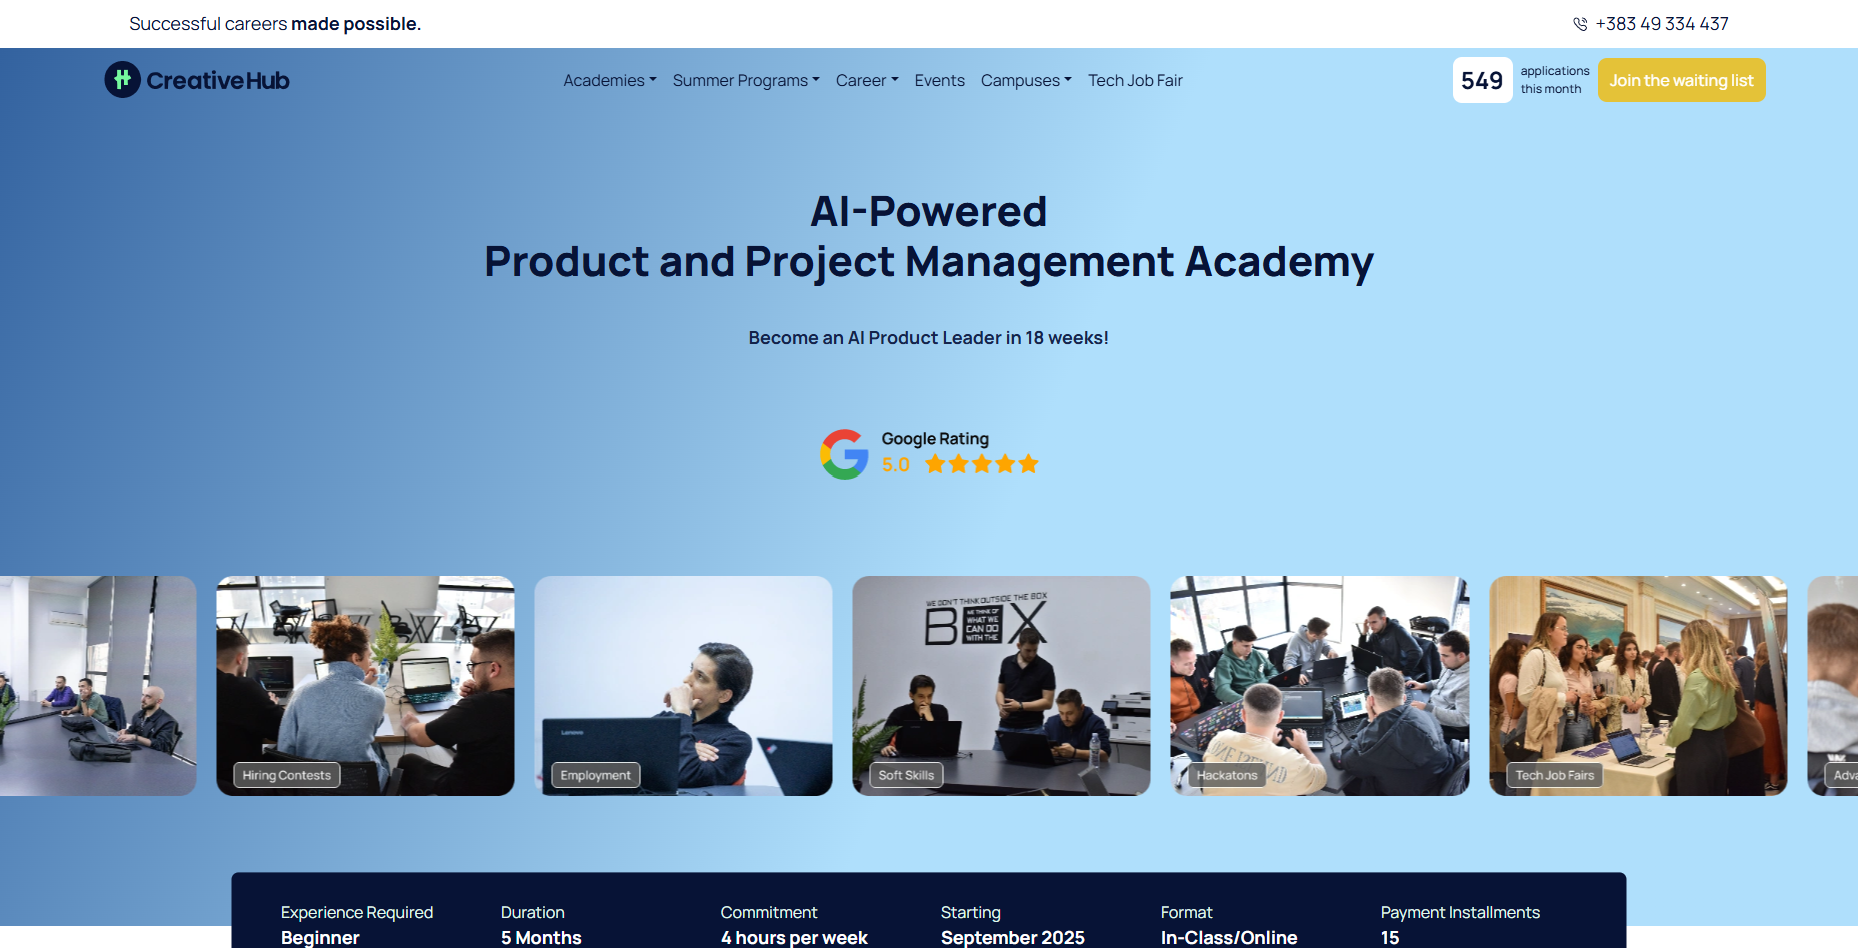 Successful careers made possible.
+383 49 334 437
CreativeHub
Academies
Summer Programs
Career
Events
Campuses
Tech Job Fair
549
applications
this month
Join the waiting list
AI-Powered
Product and Project Management Academy
Become an AI Product Leader in 18 weeks!
Google Rating
5.0
Hiring Contests
Lenovo
Employment
WE DON'T THINK OUTSIDE THE BOX
BOX
WE THINK OF
WHAT WE
CAN DO
WITH THE
Soft Skills
Hackatons
Tech Job Fairs
Adva
Experience Required
Beginner
Duration
5 Months
Commitment
4 hours per week
Starting
September 2025
Format
In-Class/Online
Payment Installments
15